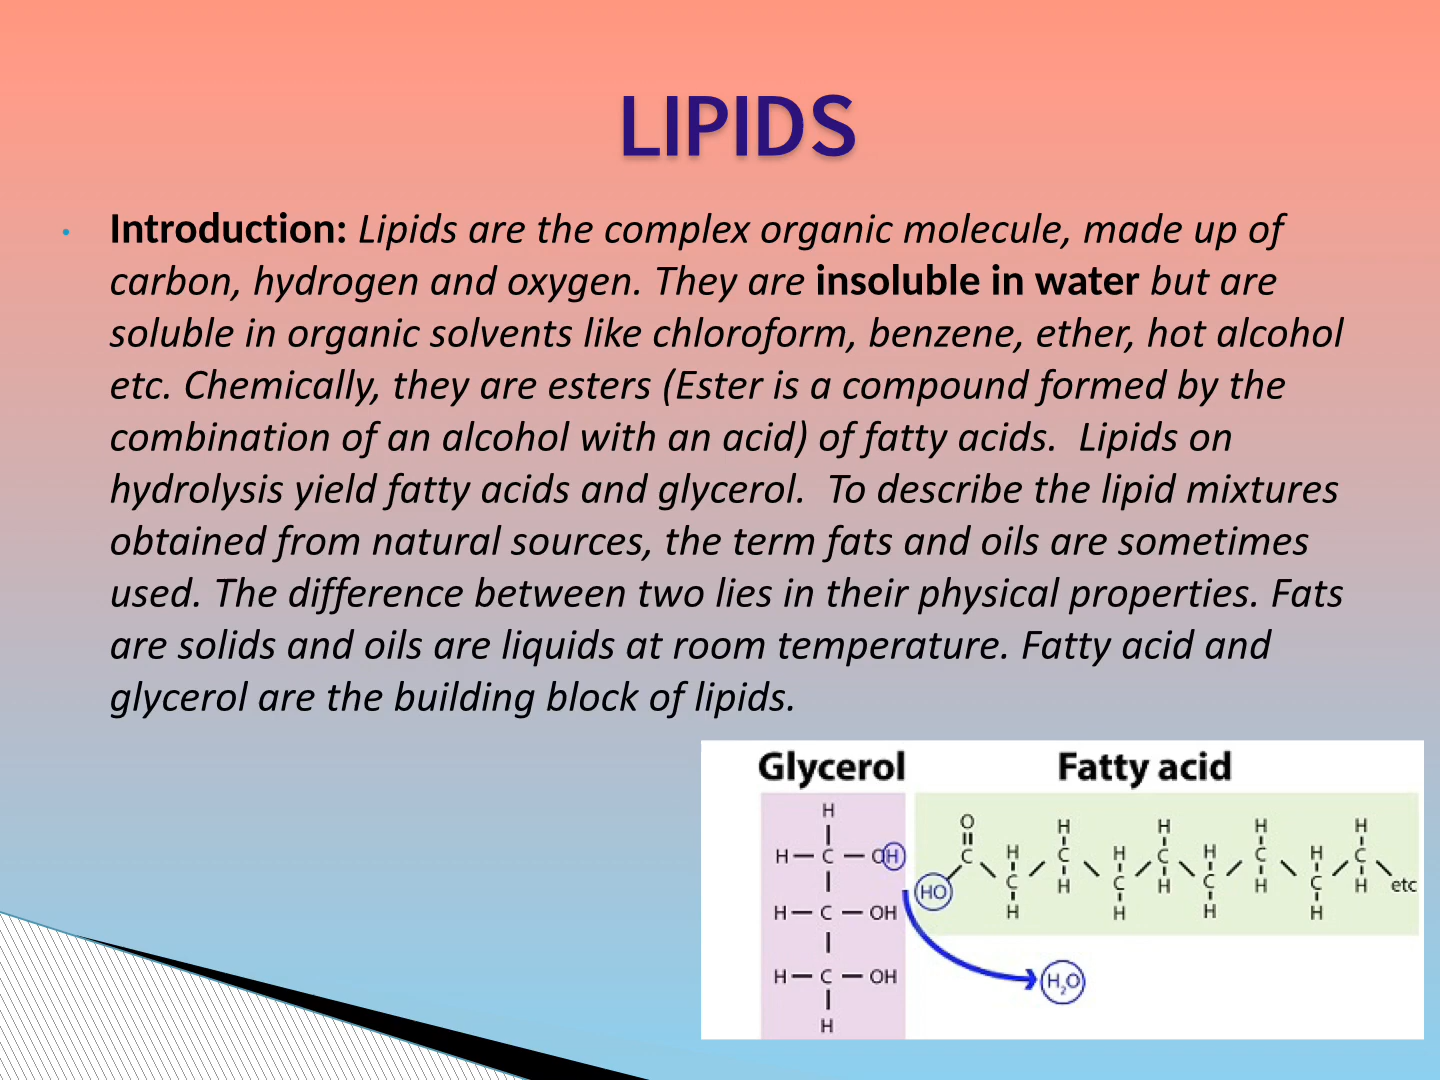 LIPIDS
• Introduction: Lipids are the complex organic molecule, made up of
carbon, hydrogen and oxygen. They are insoluble in water but are
soluble in organic solvents like chloroform, benzene, ether, hot alcohol
etc. Chemically, they are esters (Ester is a compound formed by the
combination of an alcohol with an acid) of fatty acids.  Lipids on
hydrolysis yield fatty acids and glycerol.  To describe the lipid mixtures
obtained from natural sources, the term fats and oils are sometimes
used. The difference between two lies in their physical properties. Fats
are solids and oils are liquids at room temperature. Fatty acid and
glycerol are the building block of lipids.
Glycerol
H
H — C — OH
H — C — OH
H — C — OH
H
Fatty acid
O
H H H H
C H C H C H C H C
HO C H C H C H C H etc
H H H H
H₂O